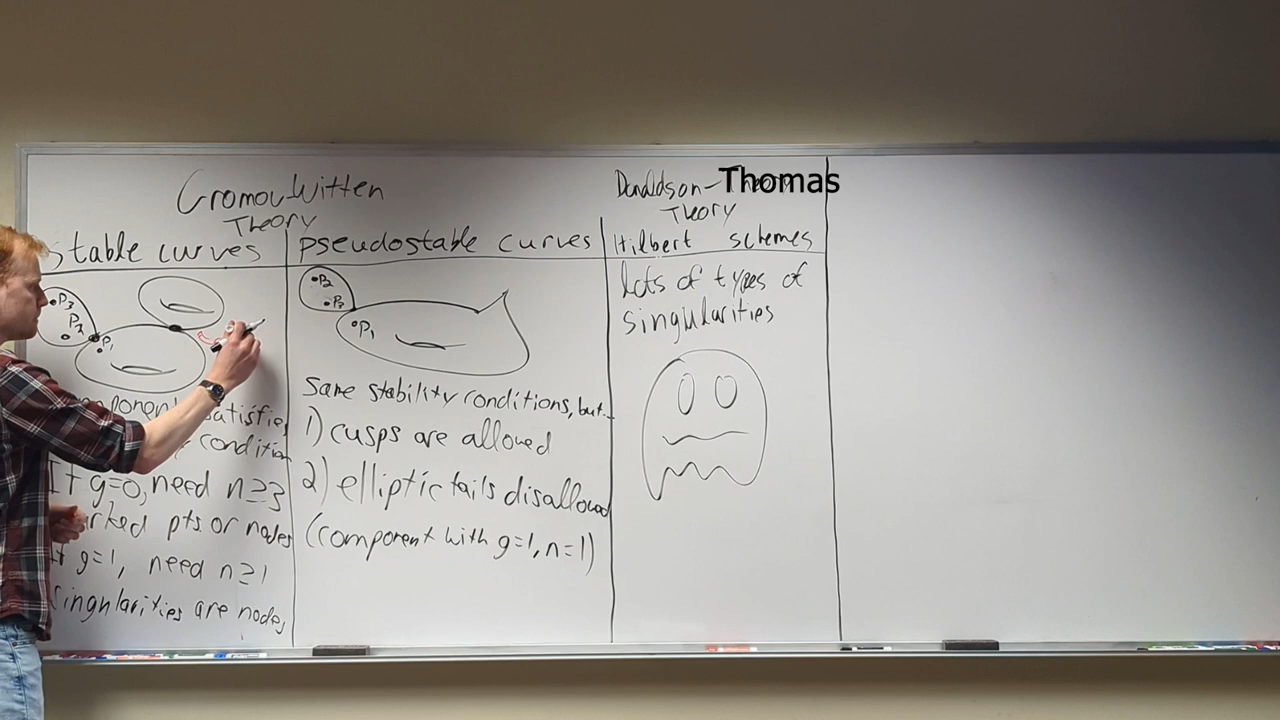 Gromov-Witten
Theory
stable curves
P3
P2
P1
component satisfies
condition
If g=0, need n≥3
marked pts or nodes
If g=1, need n≥1
Singularities are nodes
pseudostable curves
P2
P3
P1
Same stability conditions, but...
1) cusps are allowed
2) elliptic tails disallowed
(component with g=1, n=1)
Donaldson-Thomas
Theory
Hilbert schemes
lots of types of
singularities